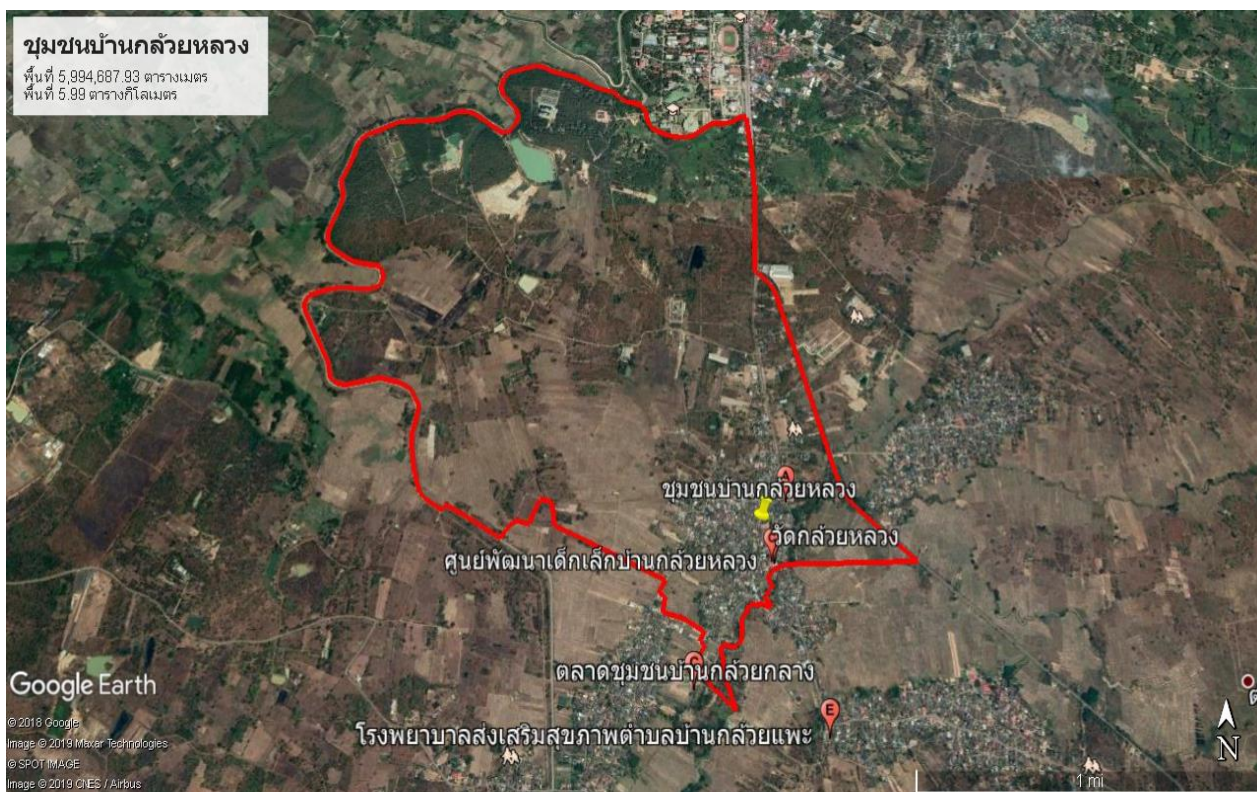 ชุมชนบ้านกล้วยหลวง
พื้นที่ 5,994,687.93 ตารางเมตร
พื้นที่ 5.99 ตารางกิโลเมตร
A
ชุมชนบ้านกล้วยหลวง
วัดกล้วยหลวง
ศูนย์พัฒนาเด็กเล็กบ้านกล้วยหลวง
ตลาดชุมชนบ้านกล้วยกลาง
E
โรงพยาบาลส่งเสริมสุขภาพตำบลบ้านกล้วยแพะ
Google Earth
© 2018 Google
Image © 2019 Maxar Technologies
© SPOT IMAGE
Image © 2019 CNES / Airbus
N
1 mi